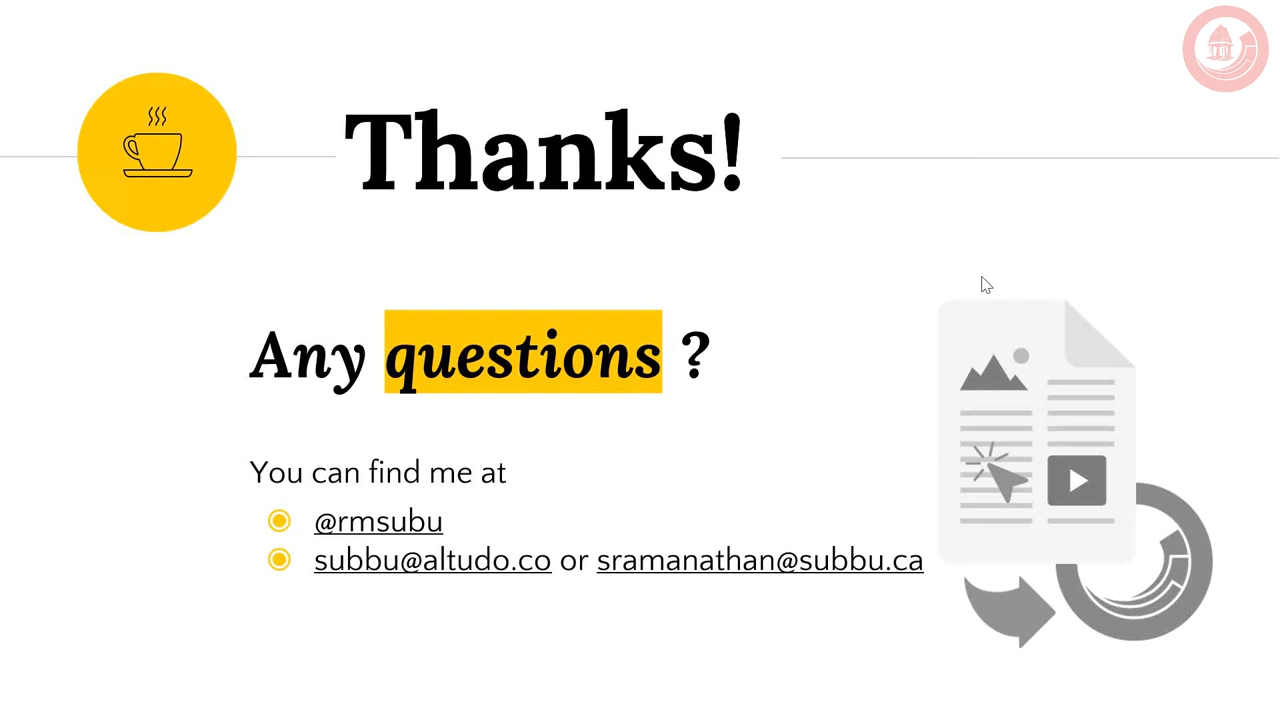 Thanks!
Any questions ?
You can find me at
@rmsubu
subbu@altudo.co or sramanathan@subbu.ca